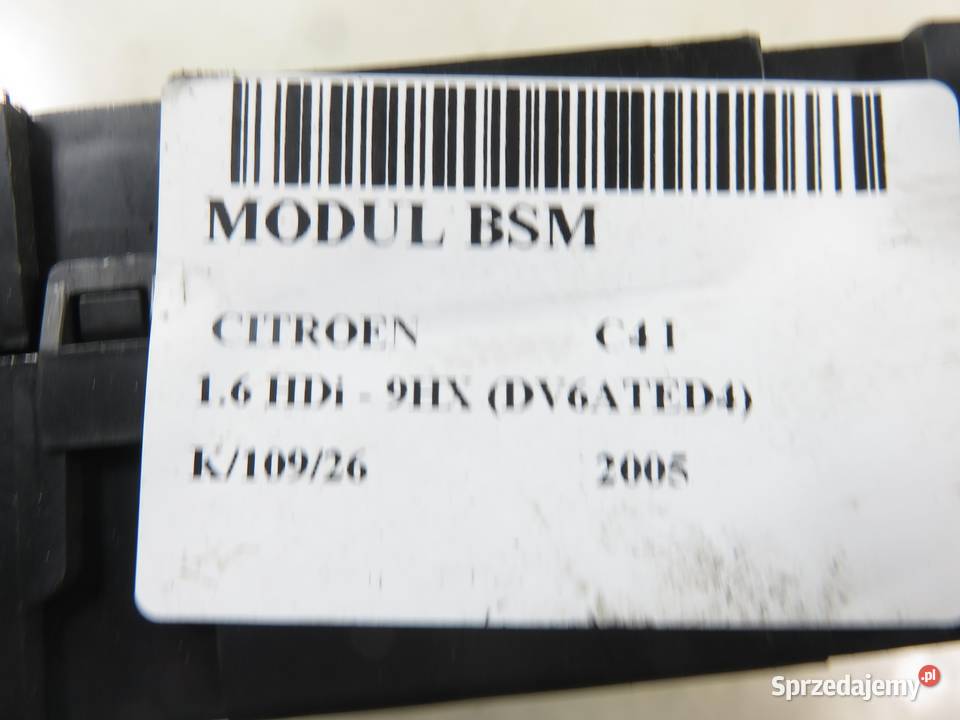 MODUL BSM
CITROEN C4 I
1.6 HDi - 9HX (DV6ATED4)
K/109/26 2005
Sprzedajemy.pl